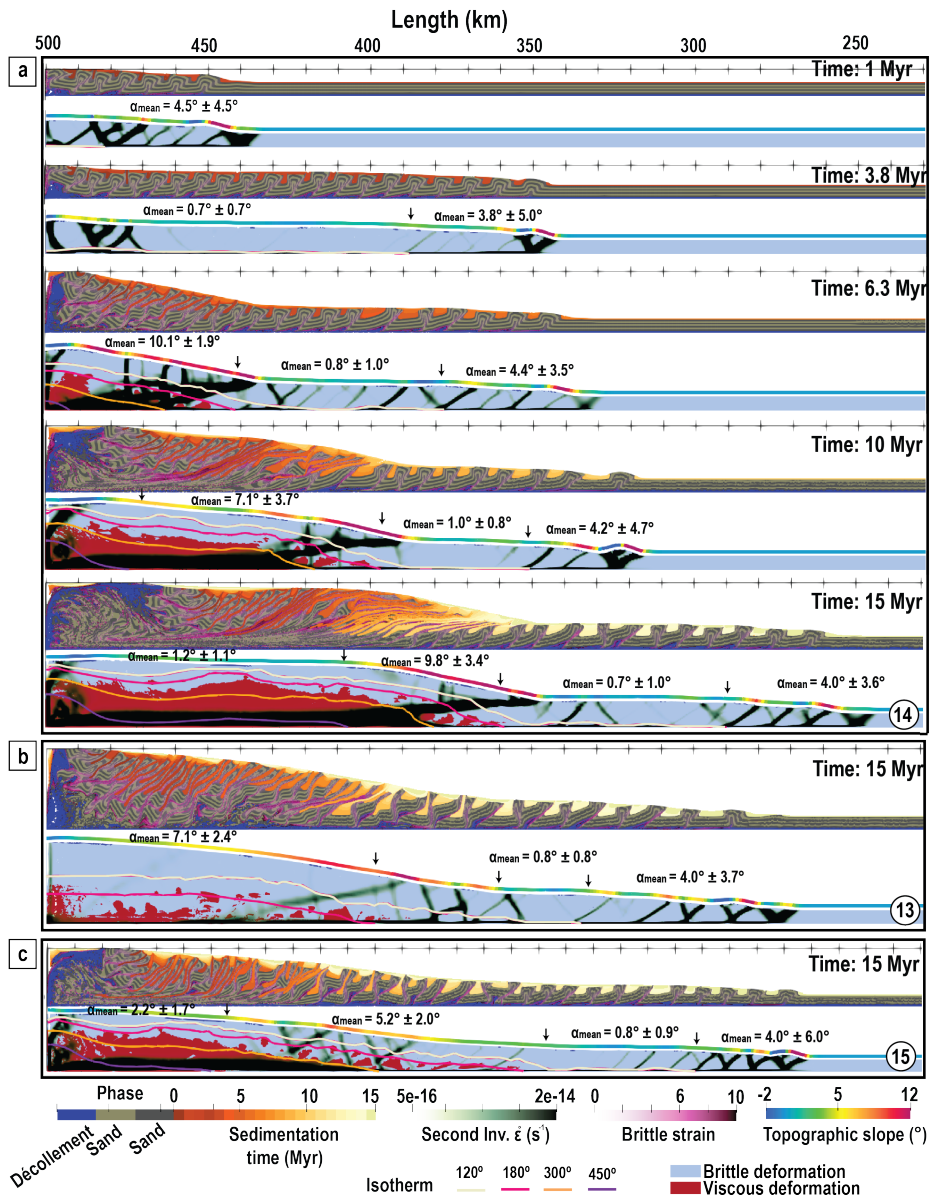 Length (km)
500 450 400 350 300 250
a
Time: 1 Myr
αmean = 4.5° ± 4.5°
Time: 3.8 Myr
αmean = 0.7° ± 0.7°
αmean = 3.8° ± 5.0°
Time: 6.3 Myr
αmean = 10.1° ± 1.9°
αmean = 0.8° ± 1.0°
αmean = 4.4° ± 3.5°
Time: 10 Myr
αmean = 7.1° ± 3.7°
αmean = 1.0° ± 0.8°
αmean = 4.2° ± 4.7°
Time: 15 Myr
αmean = 1.2° ± 1.1°
αmean = 9.8° ± 3.4°
αmean = 0.7° ± 1.0°
αmean = 4.0° ± 3.6°
14
b
Time: 15 Myr
αmean = 7.1° ± 2.4°
αmean = 0.8° ± 0.8°
αmean = 4.0° ± 3.7°
13
c
Time: 15 Myr
αmean = 2.2° ± 1.7°
αmean = 5.2° ± 2.0°
αmean = 0.8° ± 0.9°
αmean = 4.0° ± 6.0°
15
Phase 0 5 10 15 5e-16 2e-14 0 6 10 -2 5 12
Décollement Sand Sand
Sedimentation time (Myr)
Second Inv. ε̊ (s⁻¹)
Brittle strain
Topographic slope (°)
Isotherm 120º 180º 300º 450º
Brittle deformation
Viscous deformation